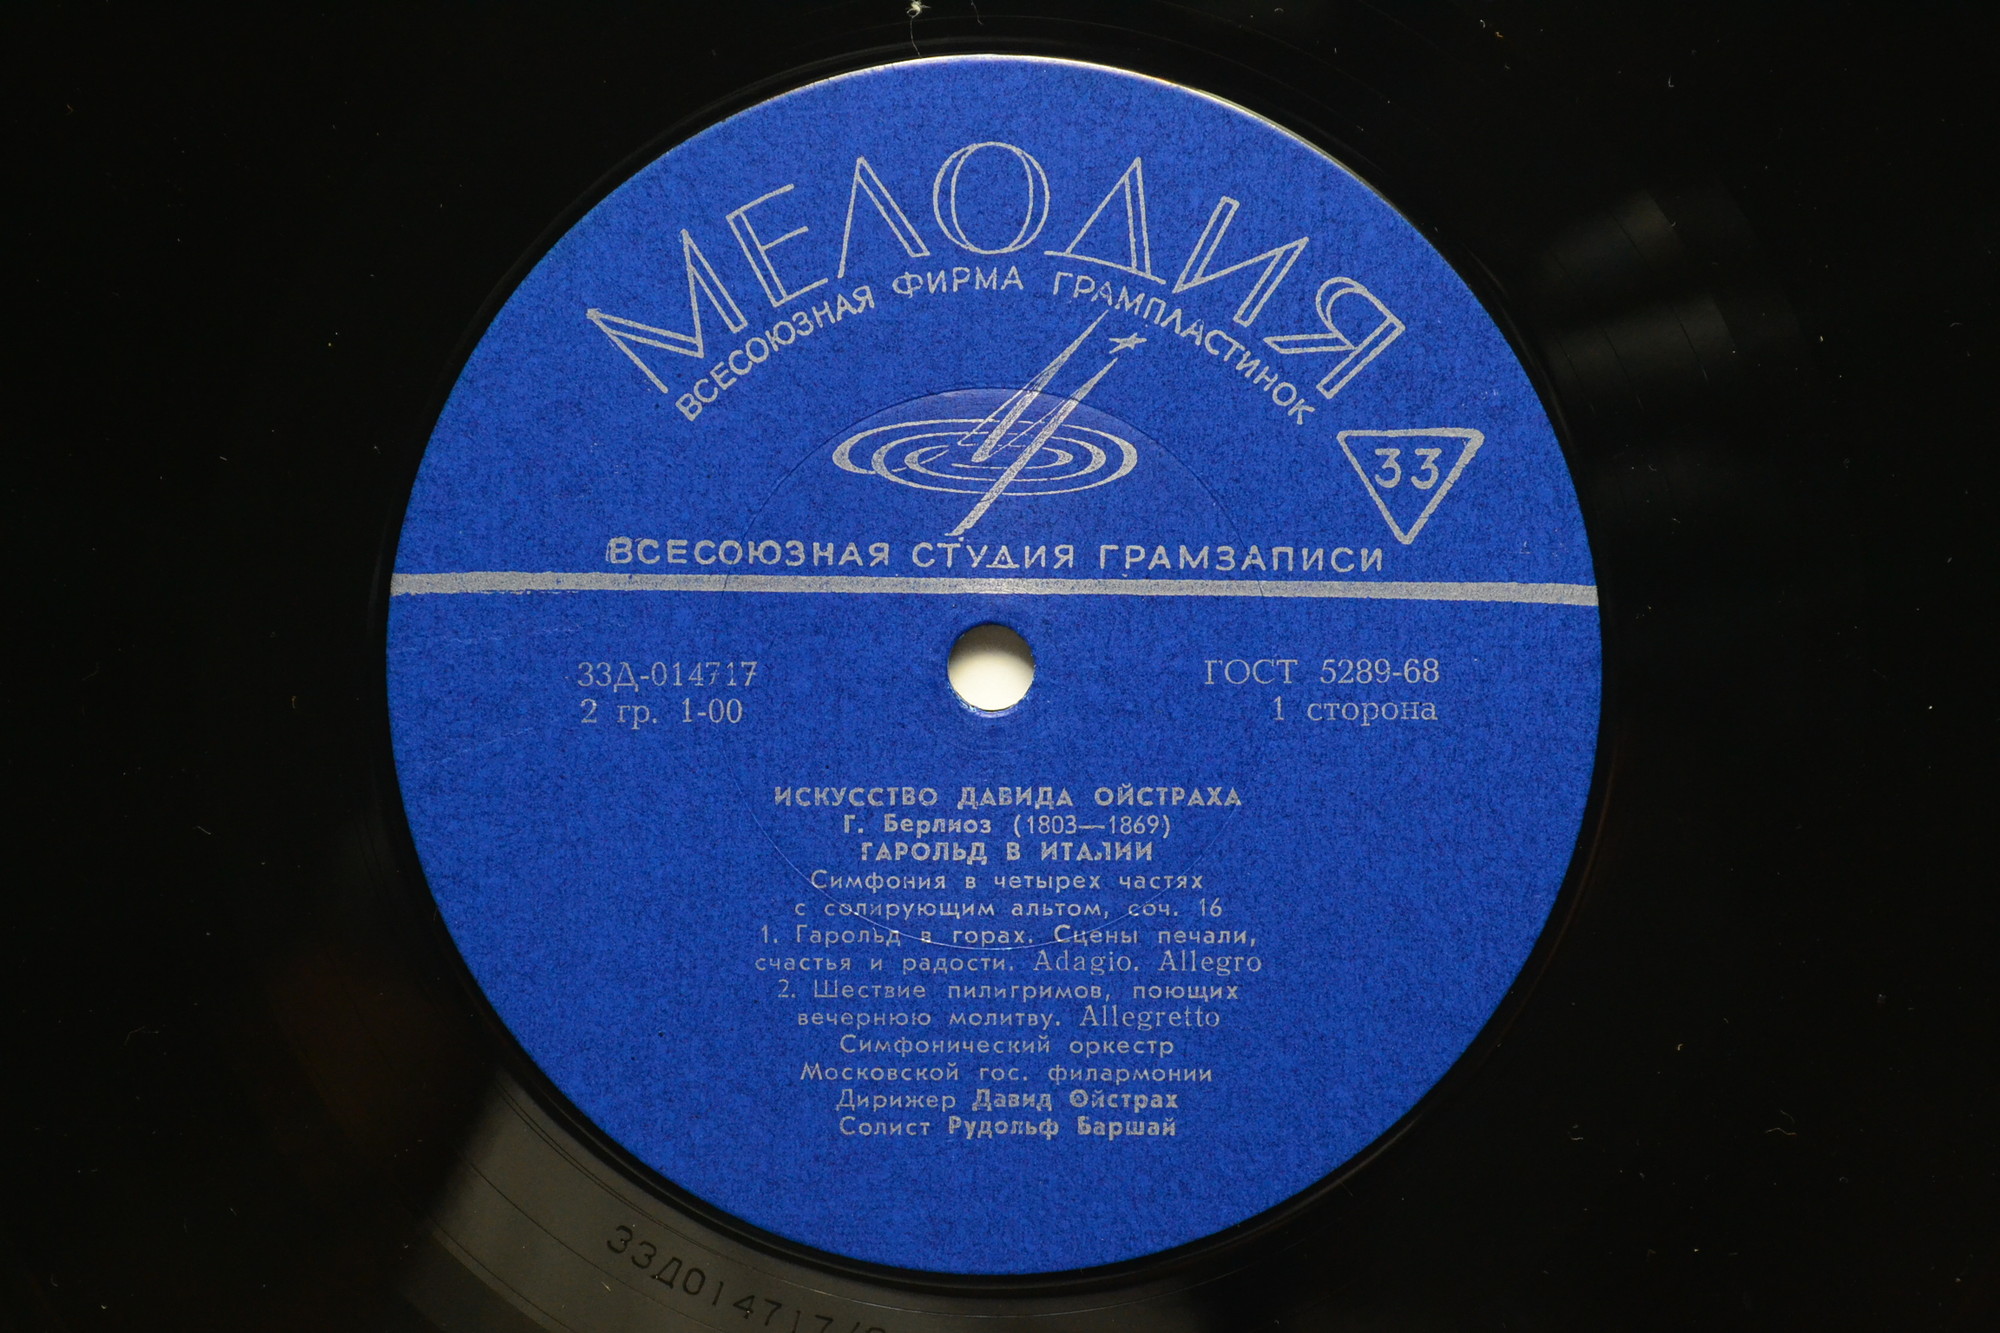 МЕЛОДИЯ
ВСЕСОЮЗНАЯ ФИРМА ГРАМПЛАСТИНОК
33
ВСЕСОЮЗНАЯ СТУДИЯ ГРАМЗАПИСИ
33Д-014717
2 гр. 1-00
ГОСТ 5289-68
1 сторона
ИСКУССТВО ДАВИДА ОЙСТРАХА
Г. Берлиоз (1803—1869)
ГАРОЛЬД В ИТАЛИИ
Симфония в четырех частях
с солирующим альтом, соч. 16
1. Гарольд в горах. Сцены печали,
счастья и радости. Adagio. Allegro
2. Шествие пилигримов, поющих
вечернюю молитву. Allegretto
Симфонический оркестр
Московской гос. филармонии
Дирижер Давид Ойстрах
Солист Рудольф Баршай
33Д014717/